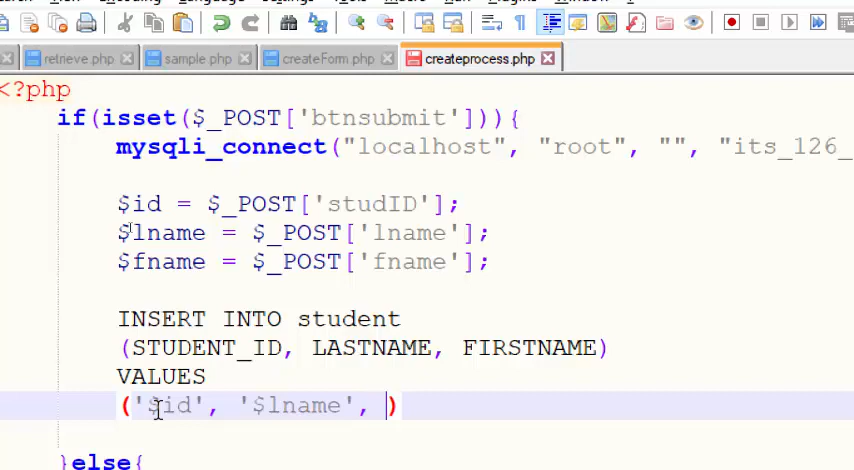 retrieve.php sample.php createForm.php createprocess.php
<?php
if(isset($_POST['btnsubmit'])){
mysqli_connect("localhost", "root", "", "its_126_
$id = $_POST['studID'];
$lname = $_POST['lname'];
$fname = $_POST['fname'];
INSERT INTO student
(STUDENT_ID, LASTNAME, FIRSTNAME)
VALUES
('$id', '$lname', )
}else{